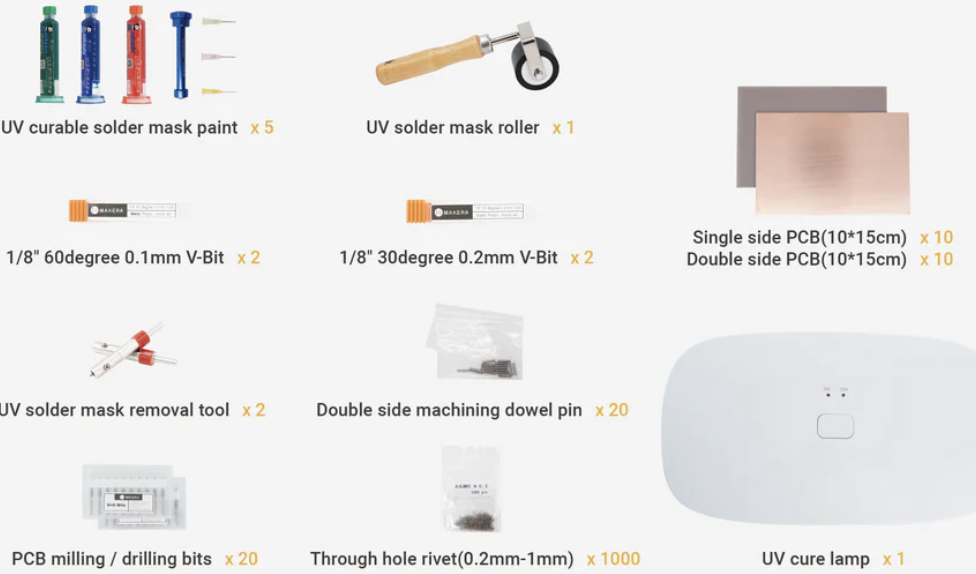 UV curable solder mask paint x 5
UV solder mask roller x 1
Single side PCB(10*15cm) x 10
Double side PCB(10*15cm) x 10
MAKERA
1/8" 60degree 0.1mm V-Bit x 2
MAKERA
1/8" 30degree 0.2mm V-Bit x 2
UV solder mask removal tool x 2
Double side machining dowel pin x 20
MAKERA
Drill Bits
PCB milling / drilling bits x 20
Through hole rivet(0.2mm-1mm) x 1000
UV cure lamp x 1